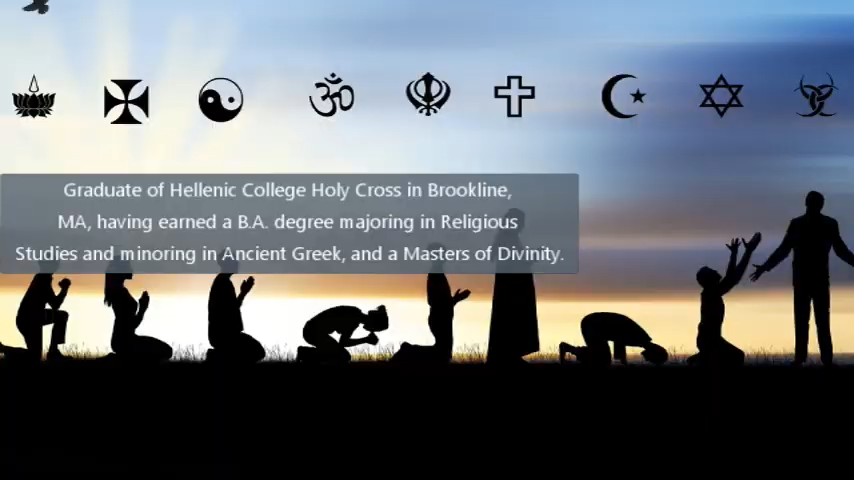 Graduate of Hellenic College Holy Cross in Brookline,
MA, having earned a B.A. degree majoring in Religious
Studies and minoring in Ancient Greek, and a Masters of Divinity.